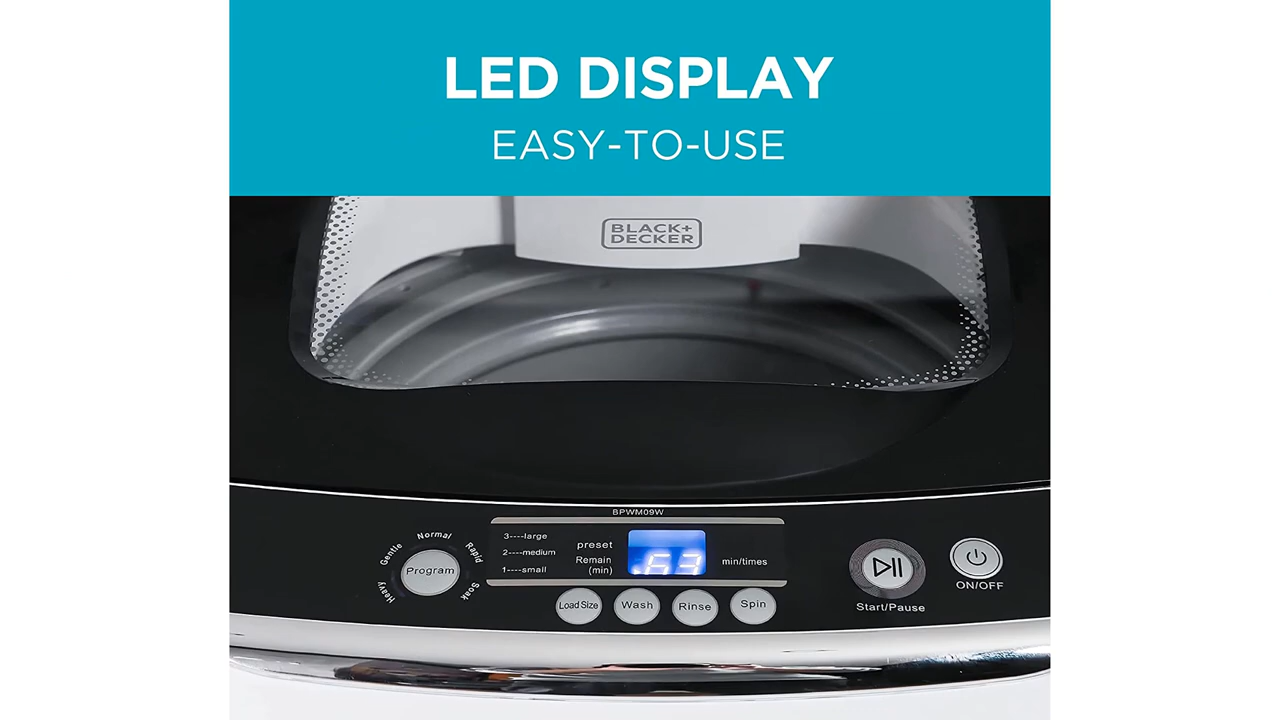 LED DISPLAY
EASY-TO-USE
BLACK+
DECKER
BPWM09W
3----large
2----medium
1----small
preset
Remain
(min)
.63
min/times
Heavy
Gentle
Normal
Rapid
Soak
Program
Load Size
Wash
Rinse
Spin
Start/Pause
ON/OFF